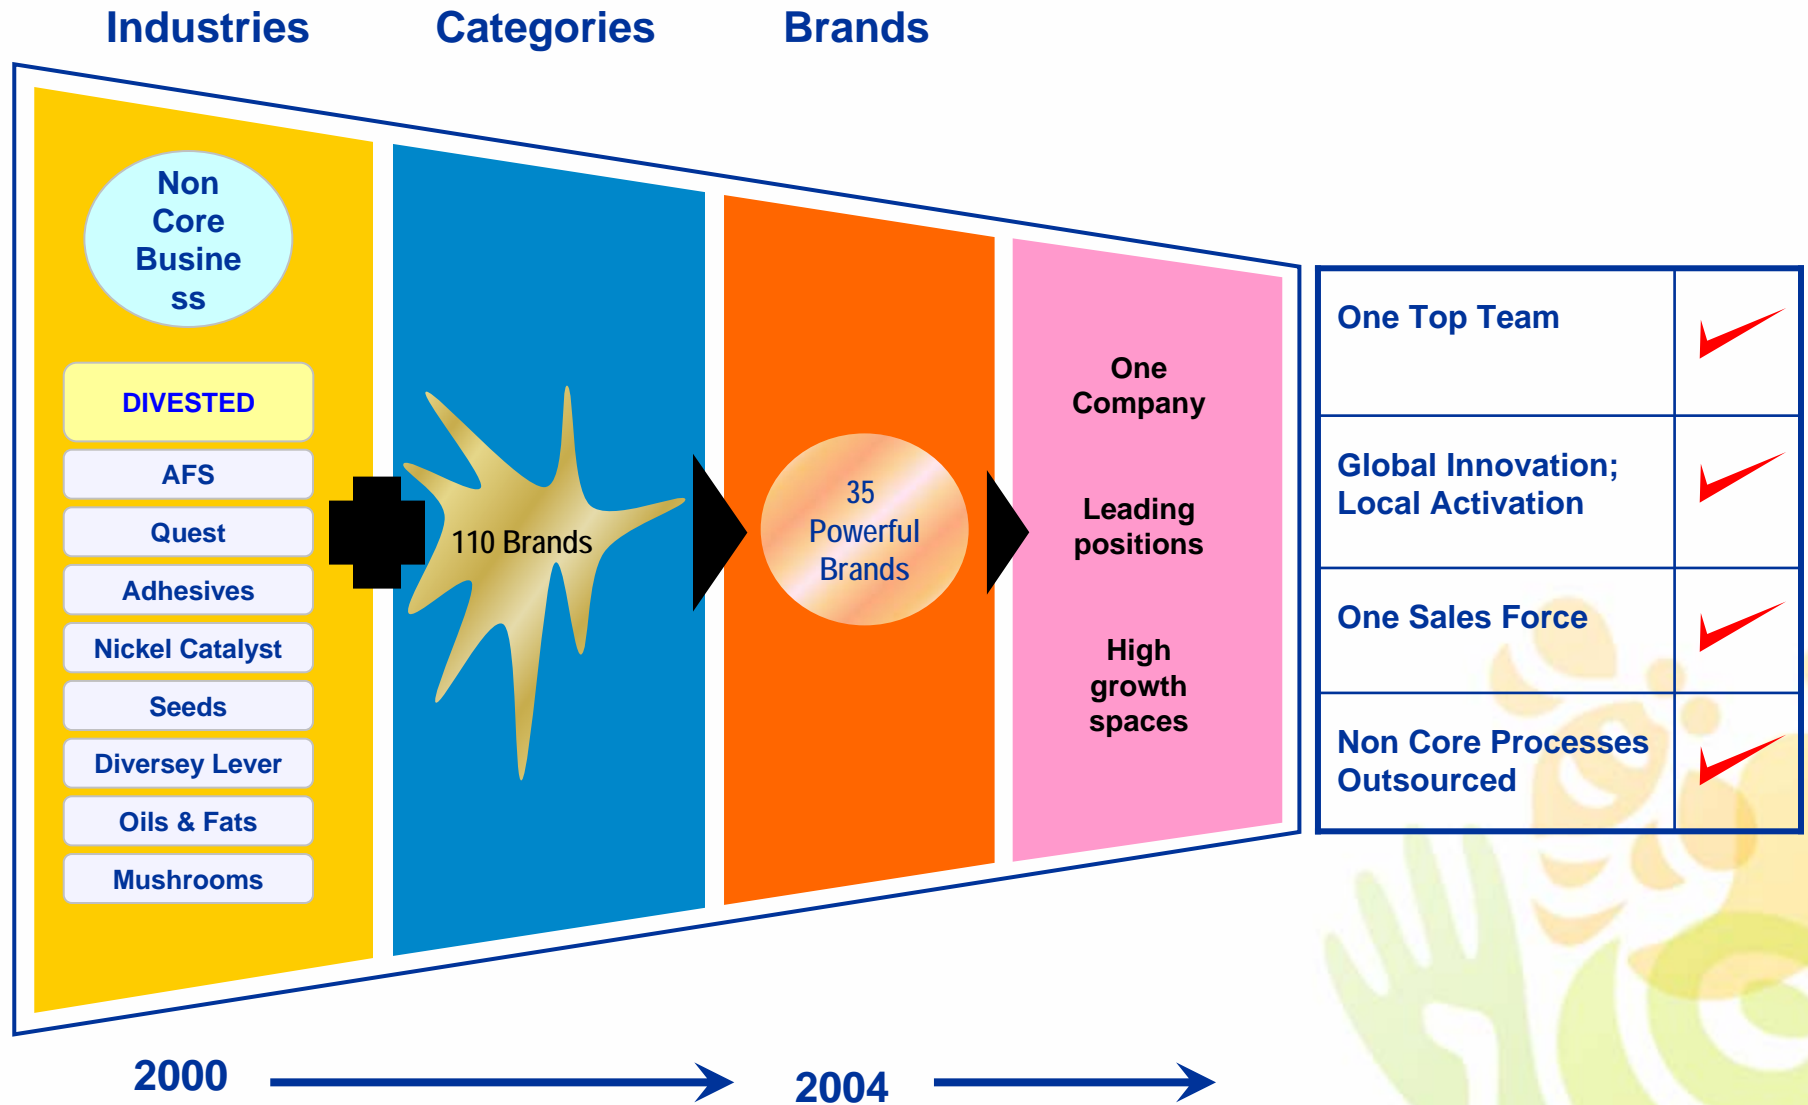 Industries
Categories
Brands
Non
Core
Busine
ss
DIVESTED
AFS
Quest
Adhesives
Nickel Catalyst
Seeds
Diversey Lever
Oils & Fats
Mushrooms
110 Brands
35
Powerful
Brands
One
Company
Leading
positions
High
growth
spaces
One Top Team
Global Innovation;
Local Activation
One Sales Force
Non Core Processes
Outsourced
2000
2004